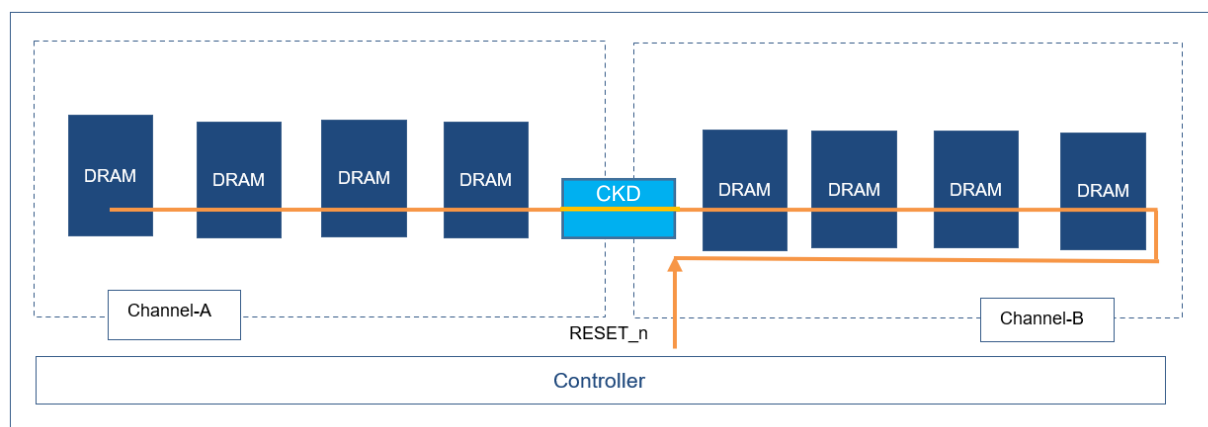 DRAM
DRAM
DRAM
DRAM
CKD
DRAM
DRAM
DRAM
DRAM
Channel-A
RESET_n
Channel-B
Controller